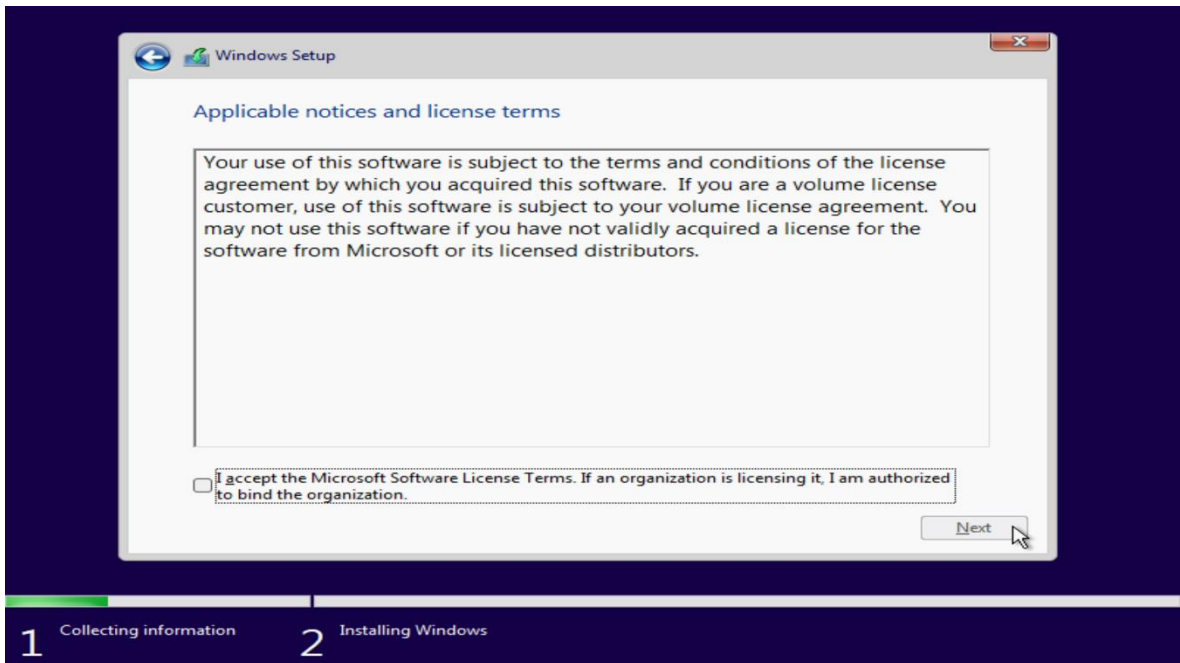 Windows Setup
Applicable notices and license terms
Your use of this software is subject to the terms and conditions of the license
agreement by which you acquired this software.  If you are a volume license
customer, use of this software is subject to your volume license agreement.  You
may not use this software if you have not validly acquired a license for the
software from Microsoft or its licensed distributors.
I accept the Microsoft Software License Terms. If an organization is licensing it, I am authorized
to bind the organization.
Next
1 Collecting information
2 Installing Windows